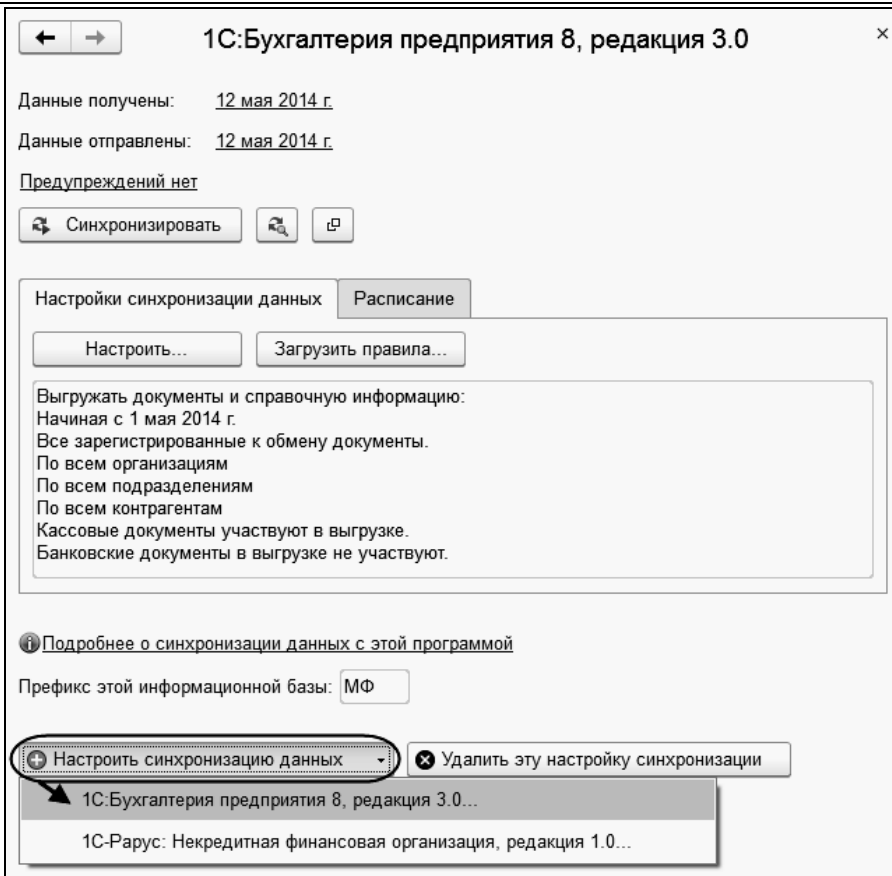 1С:Бухгалтерия предприятия 8, редакция 3.0
Данные получены: 12 мая 2014 г.
Данные отправлены: 12 мая 2014 г.
Предупреждений нет
Синхронизировать
Настройки синхронизации данных Расписание
Настроить... Загрузить правила...
Выгружать документы и справочную информацию:
Начиная с 1 мая 2014 г.
Все зарегистрированные к обмену документы.
По всем организациям
По всем подразделениям
По всем контрагентам
Кассовые документы участвуют в выгрузке.
Банковские документы в выгрузке не участвуют.
Подробнее о синхронизации данных с этой программой
Префикс этой информационной базы: МФ
Настроить синхронизацию данных Удалить эту настройку синхронизации
1С:Бухгалтерия предприятия 8, редакция 3.0...
1С-Рарус: Некредитная финансовая организация, редакция 1.0...